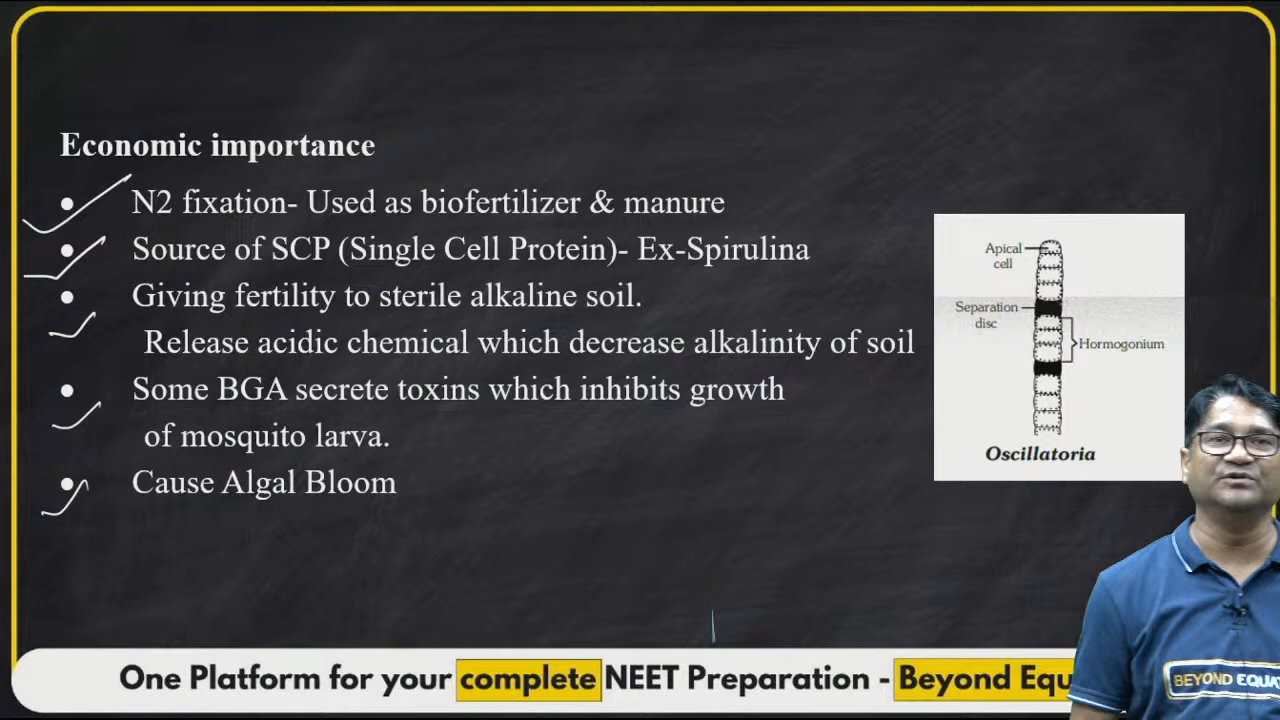 Economic importance
• N2 fixation- Used as biofertilizer & manure
• Source of SCP (Single Cell Protein)- Ex-Spirulina
• Giving fertility to sterile alkaline soil.
Release acidic chemical which decrease alkalinity of soil
• Some BGA secrete toxins which inhibits growth
of mosquito larva.
• Cause Algal Bloom
Apical
cell
Separation
disc
Hormogonium
Oscillatoria
One Platform for your complete NEET Preparation - Beyond Equ
BEYOND EQUAT